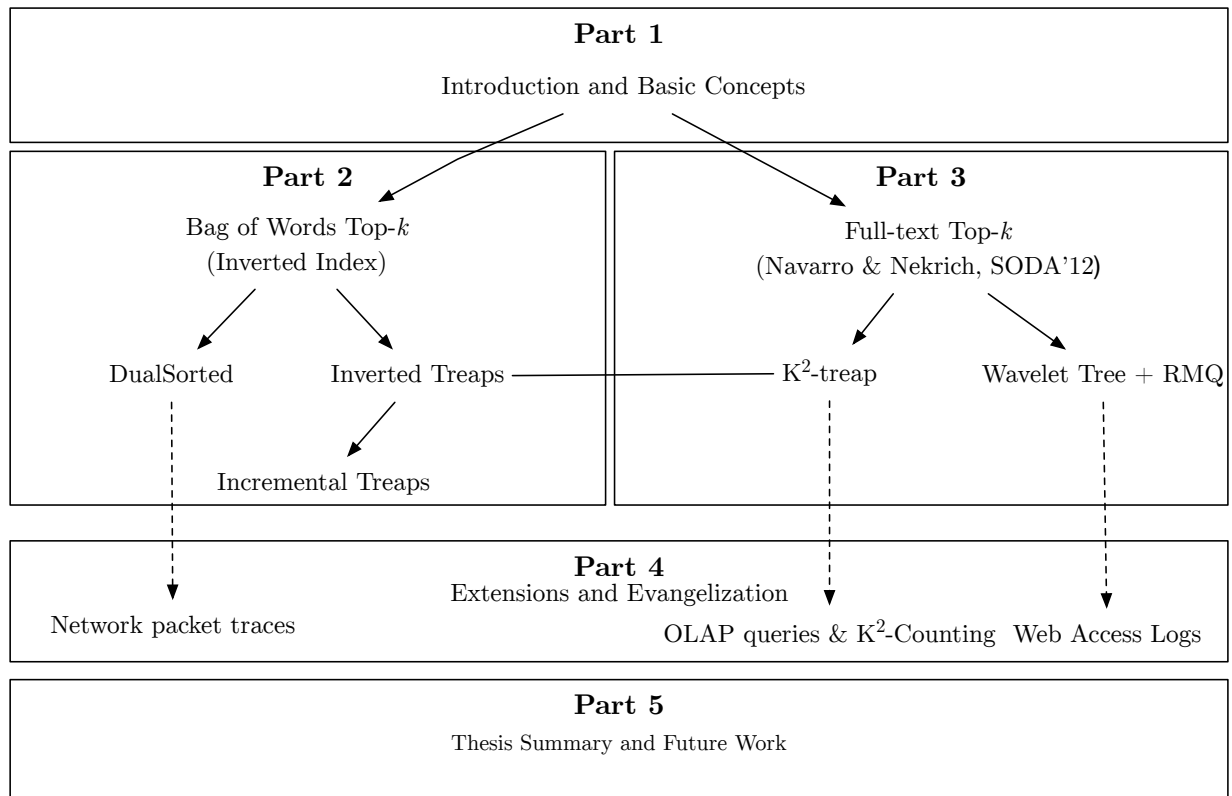 Part 1
Introduction and Basic Concepts
Part 2
Bag of Words Top-k
(Inverted Index)
DualSorted
Inverted Treaps
Incremental Treaps
Part 3
Full-text Top-k
(Navarro & Nekrich, SODA'12)
K²-treap
Wavelet Tree + RMQ
Part 4
Extensions and Evangelization
Network packet traces
OLAP queries & K²-Counting
Web Access Logs
Part 5
Thesis Summary and Future Work